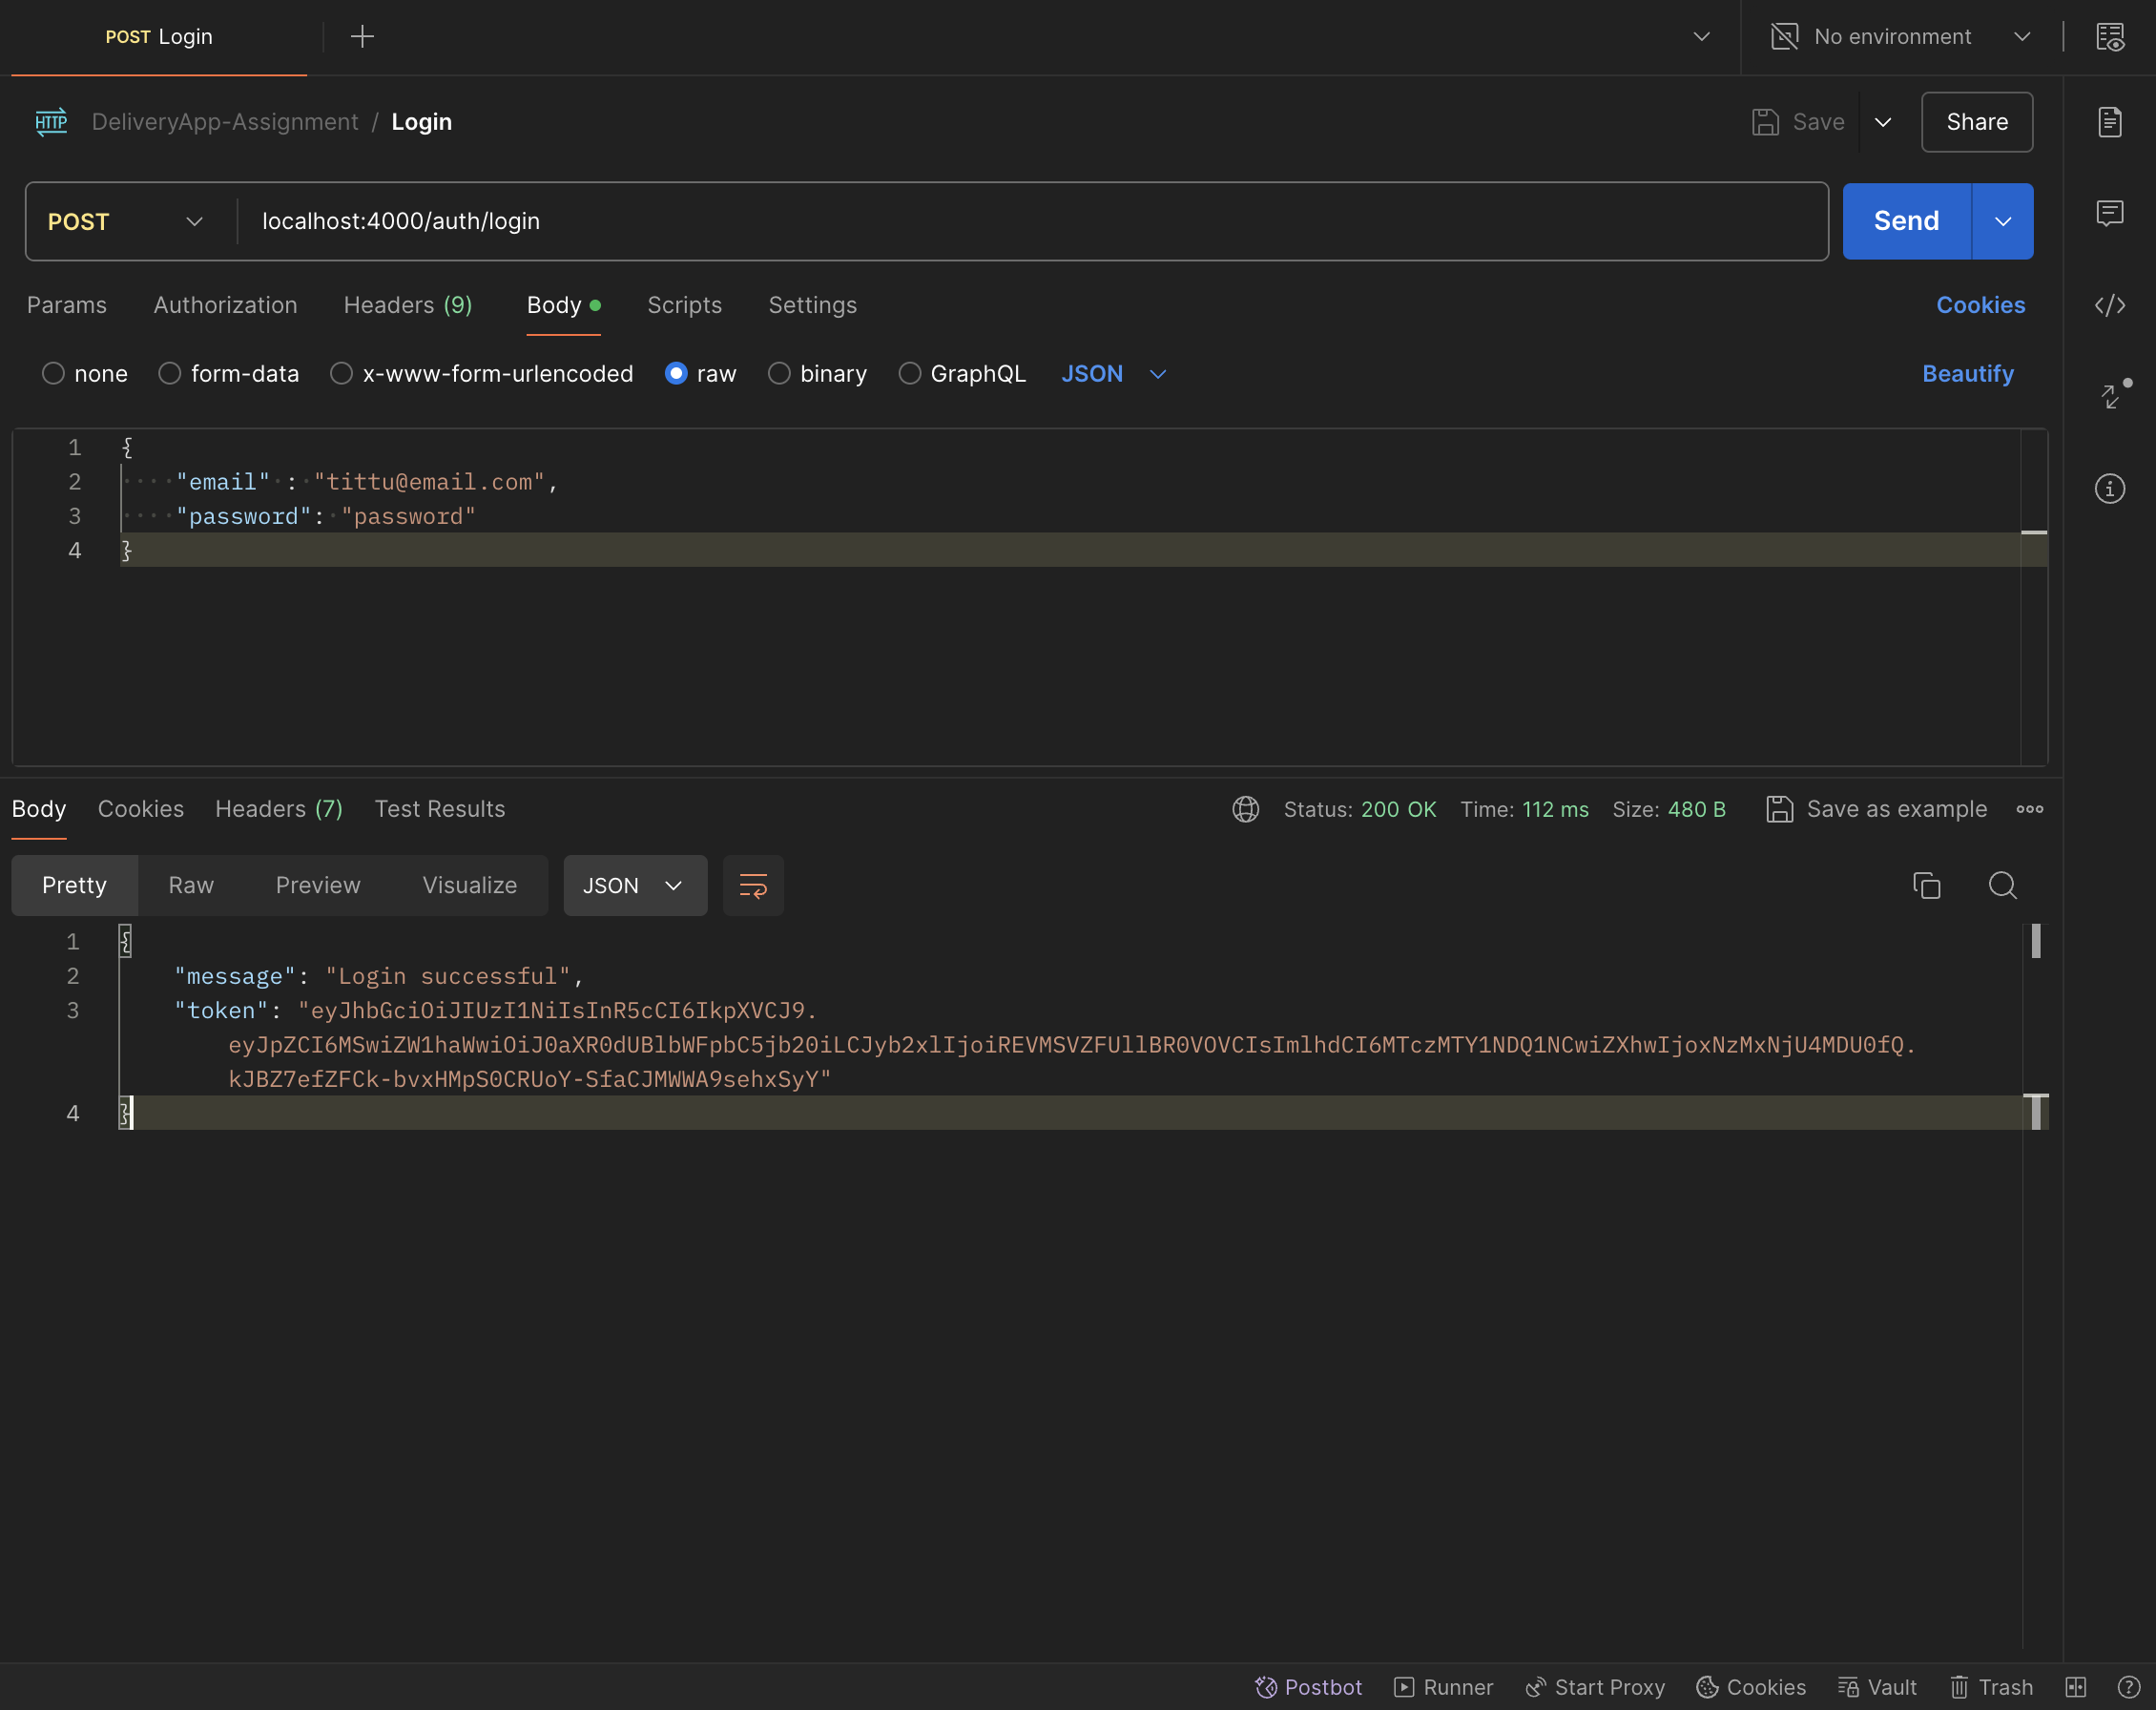 POST Login
No environment
HTTP DeliveryApp-Assignment / Login
Save
Share
POST
localhost:4000/auth/login
Send
Params Authorization Headers (9) Body Scripts Settings Cookies
none form-data x-www-form-urlencoded raw binary GraphQL JSON Beautify
1 {
2 "email" : "tittu@email.com",
3 "password": "password"
4 }
Body Cookies Headers (7) Test Results Status: 200 OK Time: 112 ms Size: 480 B Save as example
Pretty Raw Preview Visualize JSON
1 {
2 "message": "Login successful",
3 "token": "eyJhbGciOiJIUzI1NiIsInR5cCI6IkpXVCJ9.
eyJpZCI6MSwiZW1haWwiOiJ0aXR0dUBlbWFpbC5jb20iLCJyb2xlIjoiREVMSVZFUllBR0VOVCIsImlhdCI6MTczMTY1NDQ1NCwiZXhwIjoxNzMxNjU4MDU0fQ.
kJBZ7efZFCk-bvxHMpS0CRUoY-SfaCJMWWA9sehxSyY"
4 }
Postbot Runner Start Proxy Cookies Vault Trash